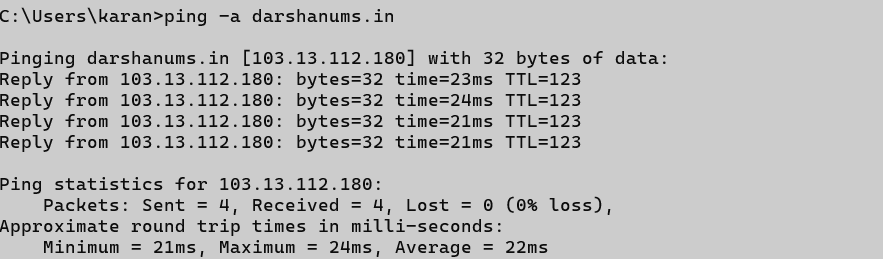 C:\Users\karan>ping -a darshanums.in
Pinging darshanums.in [103.13.112.180] with 32 bytes of data:
Reply from 103.13.112.180: bytes=32 time=23ms TTL=123
Reply from 103.13.112.180: bytes=32 time=24ms TTL=123
Reply from 103.13.112.180: bytes=32 time=21ms TTL=123
Reply from 103.13.112.180: bytes=32 time=21ms TTL=123
Ping statistics for 103.13.112.180:
    Packets: Sent = 4, Received = 4, Lost = 0 (0% loss),
Approximate round trip times in milli-seconds:
    Minimum = 21ms, Maximum = 24ms, Average = 22ms